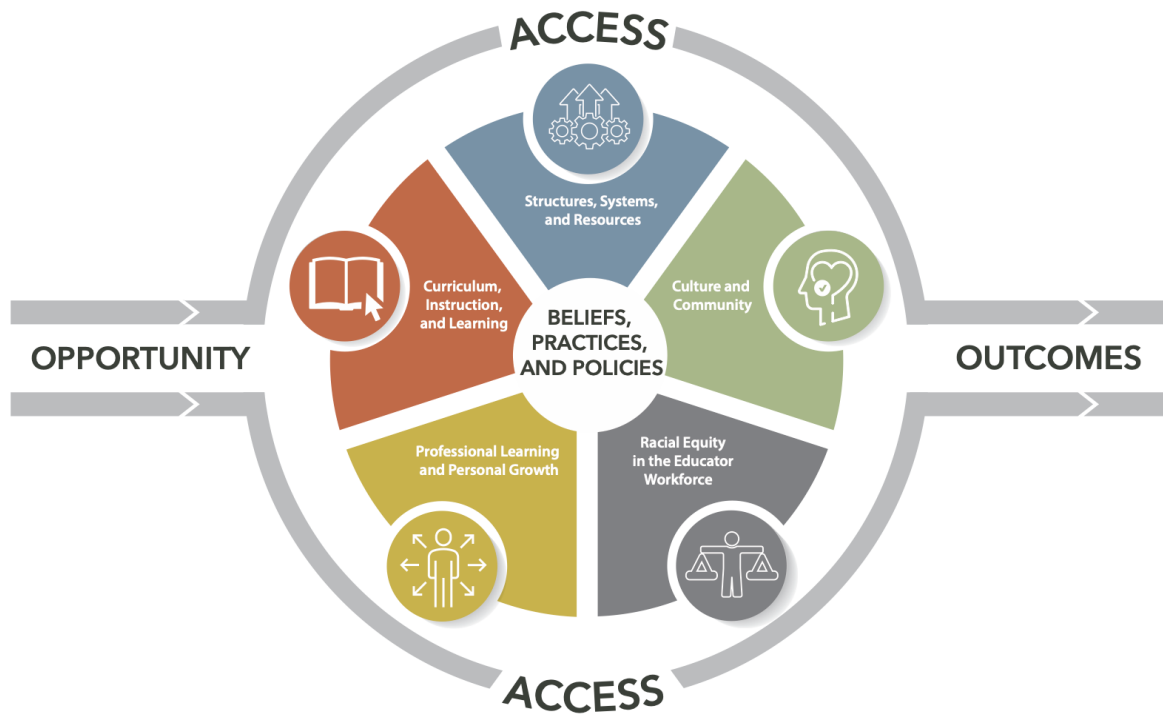 ACCESS
Structures, Systems,
and Resources
Curriculum,
Instruction,
and Learning
Culture and
Community
BELIEFS,
PRACTICES,
AND POLICIES
OPPORTUNITY
OUTCOMES
Professional Learning
and Personal Growth
Racial Equity
in the Educator
Workforce
ACCESS